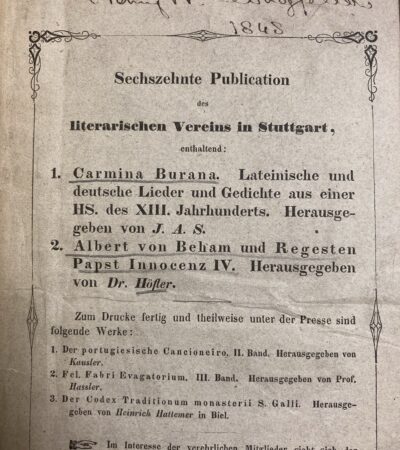 1848
Sechszehnte Publication
des
literarischen Vereins in Stuttgart,
enthaltend:
1. Carmina Burana. Lateinische und
deutsche Lieder und Gedichte aus einer
HS. des XIII. Jahrhunderts. Herausge-
geben von J. A. S.
2. Albert von Beham und Regesten
Papst Innocenz IV. Herausgegeben
von Dr. Höfler.
Zum Drucke fertig und theilweise unter der Presse sind
folgende Werke:
1. Der portugiesische Cancioneiro. II. Band. Herausgegeben von
Kausler.
2. Fel. Fabri Evagatorium. III. Band. Herausgegeben von Prof.
Hassler.
3. Der Codex Traditionum monasterii S. Galli. Herausge-
geben von Heinrich Hattemer in Biel.
Im Interesse der verehrlichen Mitglieder sieht sich der